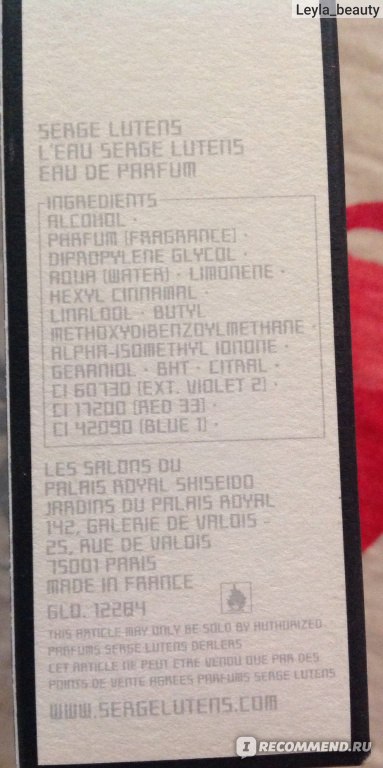 Leyla_beauty
SERGE LUTENS
L'EAU SERGE LUTENS
EAU DE PARFUM
INGREDIENTS
ALCOHOL ·
PARFUM (FRAGRANCE) ·
DIPROPYLENE GLYCOL ·
AQUA (WATER) · LIMONENE ·
HEXYL CINNAMAL ·
LINALOOL · BUTYL
METHOXYDIBENZOYLMETHANE ·
ALPHA-ISOMETHYL IONONE ·
GERANIOL · BHT · CITRAL ·
CI 60730 (EXT. VIOLET 2) ·
CI 17200 (RED 33) ·
CI 42090 (BLUE 1) ·
LES SALONS DU
PALAIS ROYAL SHISEIDO
JARDINS DU PALAIS ROYAL
142, GALERIE DE VALOIS -
25, RUE DE VALOIS
75001 PARIS
MADE IN FRANCE
GLD. 12284
THIS ARTICLE MAY ONLY BE SOLD BY AUTHORIZED
PARFUMS SERGE LUTENS DEALERS
CET ARTICLE NE PEUT ETRE VENDU QUE PAR DES
POINTS DE VENTE AGREES PARFUMS SERGE LUTENS
WWW.SERGELUTENS.COM
I RECOMMEND.RU